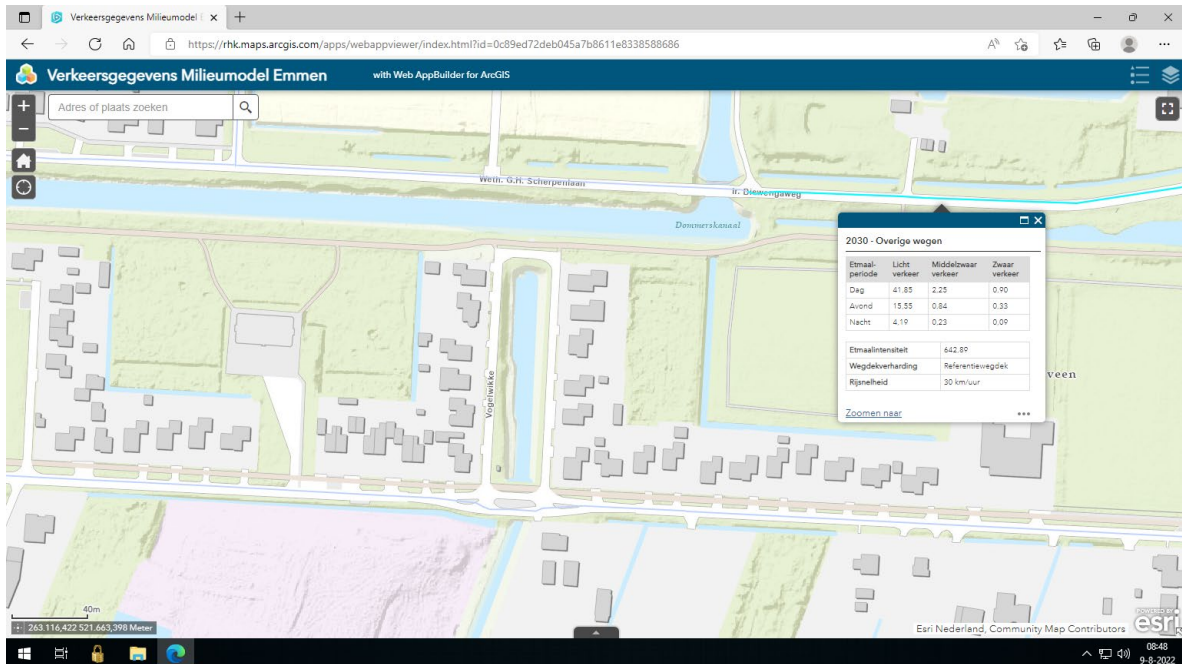 Verkeersgegevens Milieumodel E
https://rhk.maps.arcgis.com/apps/webappviewer/index.html?id=0c89ed72deb045a7b8611e8338588686
Verkeersgegevens Milieumodel Emmen
with Web AppBuilder for ArcGIS
Adres of plaats zoeken
Weth. G.H. Scherpenlaan
ir. Biewengaweg
Dommerskanaal
2030 - Overige wegen
Etmaal-periode Licht verkeer Middelzwaar verkeer Zwaar verkeer
Dag 41.85 2.25 0.90
Avond 15.55 0.84 0.33
Nacht 4.19 0.23 0.09
Etmaalintensiteit 642.89
Wegdekverharding Referentiewegdek
Rijsnelheid 30 km/uur
Zoomen naar
veen
Vogelwikke
40m
263.116,422 521.663,398 Meter
Esri Nederland, Community Map Contributors
POWERED BY
esri
08:48
9-8-2022